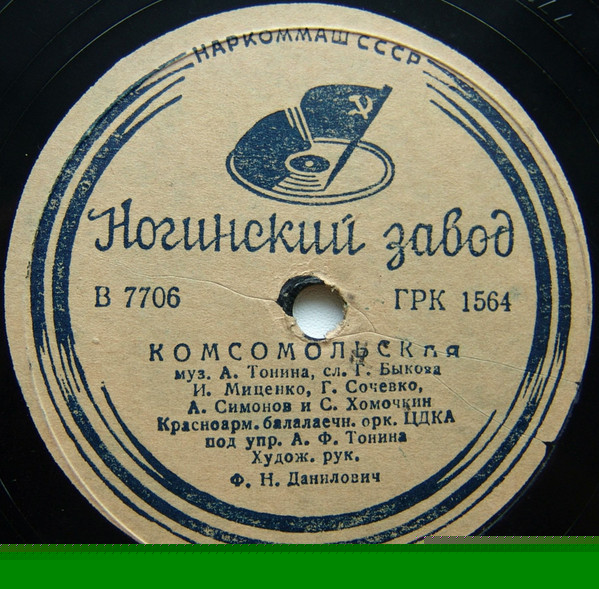 НАРКОММАШ СССР
Ногинский завод
В 7706 ГРК 1564
КОМСОМОЛЬСКая
муз. А. Тонина, сл. Г. Быкова
И. Миценко, Г. Сочевко,
А. Симонов и С. Хомочкин
Красноарм. балалаечн. орк. ЦДКА
под упр. А. Ф. Тонина
Худож. рук.
Ф. Н. Данилович